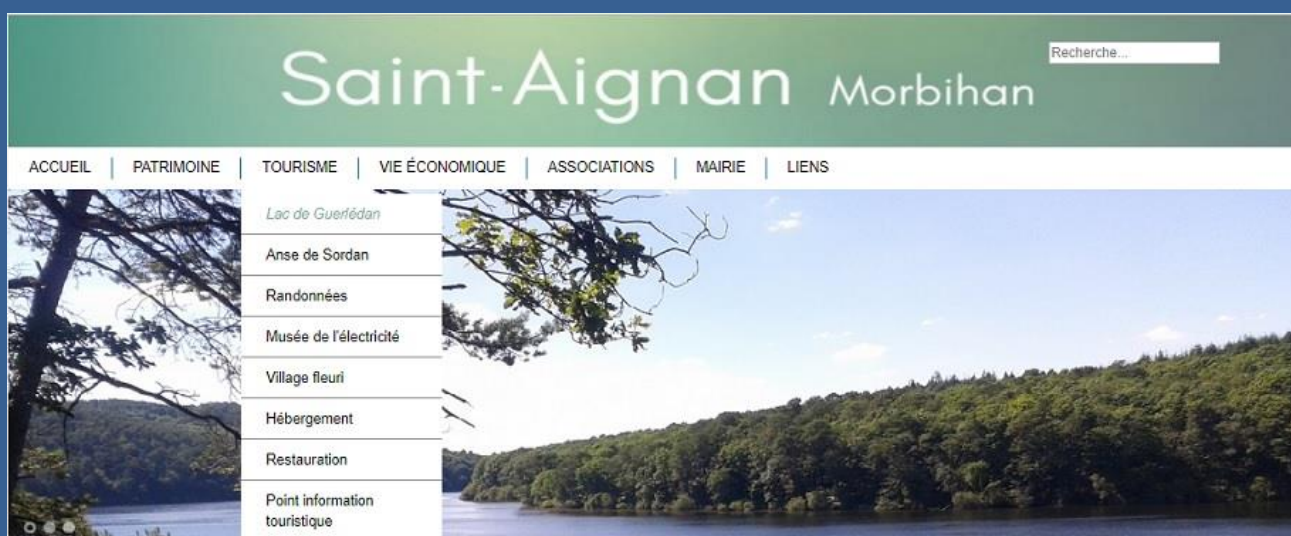 Saint-Aignan Morbihan
Recherche...
ACCUEIL
PATRIMOINE
TOURISME
VIE ÉCONOMIQUE
ASSOCIATIONS
MAIRIE
LIENS
Lac de Guerlédan
Anse de Sordan
Randonnées
Musée de l'électricité
Village fleuri
Hébergement
Restauration
Point information
touristique